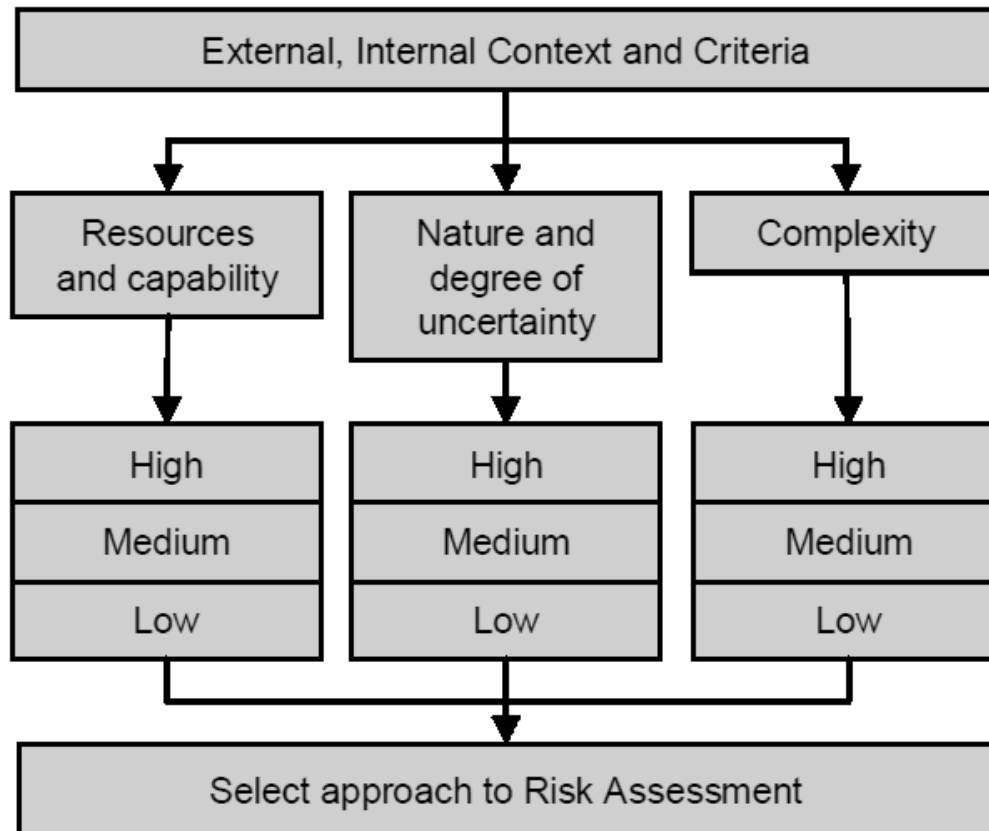 External, Internal Context and Criteria
Resources
and capability
Nature and
degree of
uncertainty
Complexity
High
Medium
Low
High
Medium
Low
High
Medium
Low
Select approach to Risk Assessment